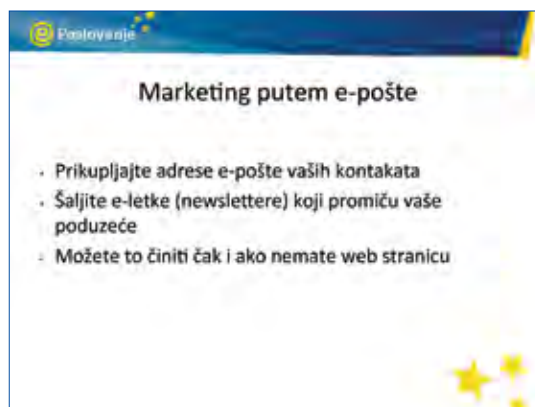 e Poslovanje
Marketing putem e-pošte
- Prikupljajte adrese e-pošte vaših kontakata
- Šaljite e-letke (newslettere) koji promiču vaše
poduzeće
- Možete to činiti čak i ako nemate web stranicu